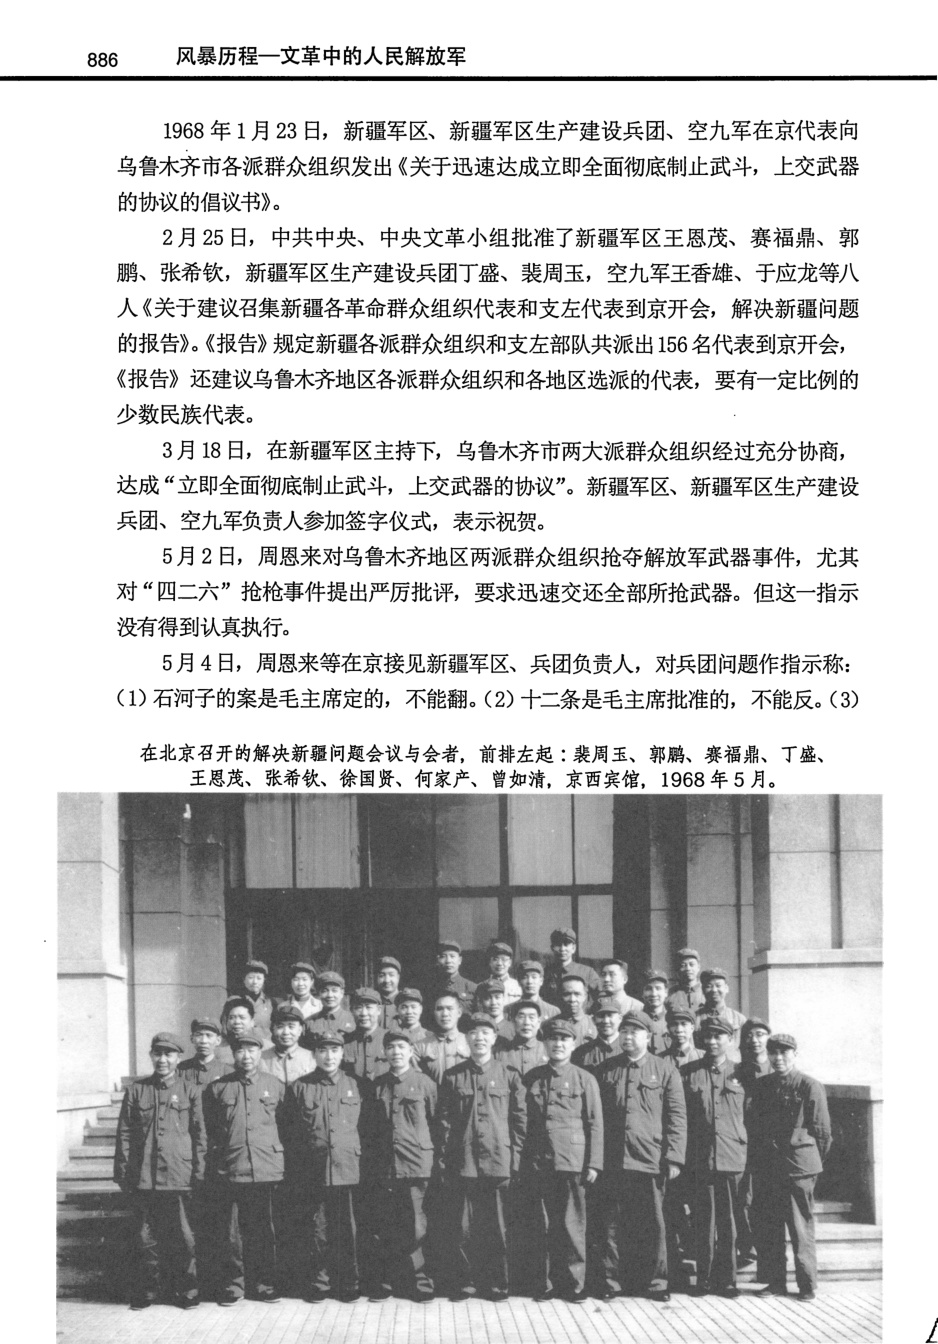 886 风暴历程—文革中的人民解放军
1968 年 1 月 23 日，新疆军区、新疆军区生产建设兵团、空九军在京代表向
乌鲁木齐市各派群众组织发出《关于迅速达成立即全面彻底制止武斗，上交武器
的协议的倡议书》。
2 月 25 日，中共中央、中央文革小组批准了新疆军区王恩茂、赛福鼎、郭
鹏、张希钦，新疆军区生产建设兵团丁盛、裴周玉，空九军王香雄、于应龙等八
人《关于建议召集新疆各革命群众组织代表和支左代表到京开会，解决新疆问题
的报告》。《报告》规定新疆各派群众组织和支左部队共派出 156 名代表到京开会，
《报告》还建议乌鲁木齐地区各派群众组织和各地区选派的代表，要有一定比例的
少数民族代表。
3 月 18 日，在新疆军区主持下，乌鲁木齐市两大派群众组织经过充分协商，
达成“立即全面彻底制止武斗，上交武器的协议”。新疆军区、新疆军区生产建设
兵团、空九军负责人参加签字仪式，表示祝贺。
5 月 2 日，周恩来对乌鲁木齐地区两派群众组织抢夺解放军武器事件，尤其
对“四二六”抢枪事件提出严厉批评，要求迅速交还全部所抢武器。但这一指示
没有得到认真执行。
5 月 4 日，周恩来等在京接见新疆军区、兵团负责人，对兵团问题作指示称：
（1）石河子的案是毛主席定的，不能翻。（2）十二条是毛主席批准的，不能反。（3）
在北京召开的解决新疆问题会议与会者，前排左起：裴周玉、郭鹏、赛福鼎、丁盛、
王恩茂、张希钦、徐国贤、何家产、曾如清，京西宾馆，1968 年 5 月。